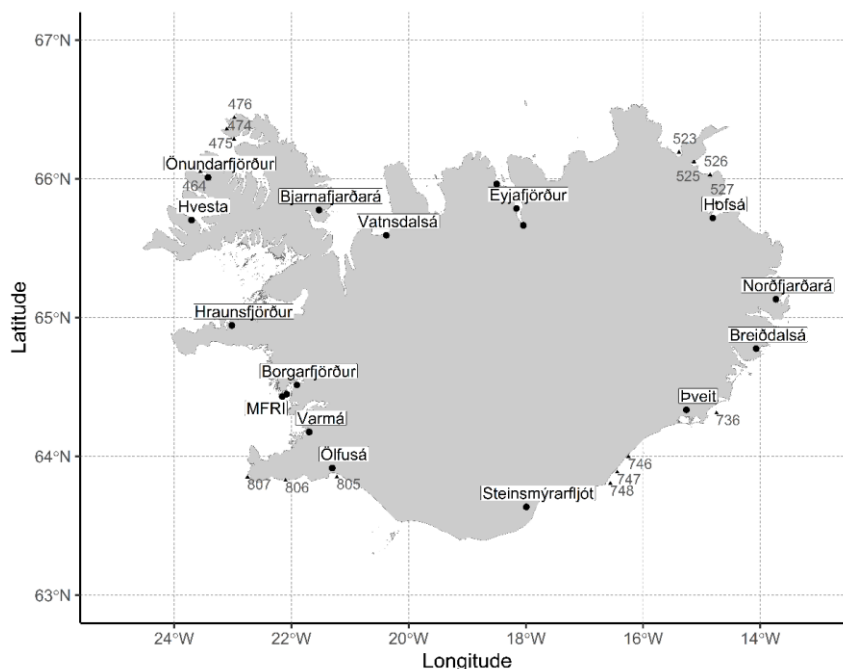 67°N
476
474
475
523
Önundarfjörður
526
66°N
464
525
Bjarnafjarðará
Eyjafjörður
527
Hvesta
Hofsá
Vatnsdalsá
Norðfjarðará
Hraunsfjörður
65°N
Breiðdalsá
Latitude
Borgarfjörður
Þveit
MFRI
Varmá
736
Ölfusá
64°N
746
747
807
806
805
748
Steinsmýrarfljót
63°N
24°W
22°W
20°W
18°W
16°W
14°W
Longitude